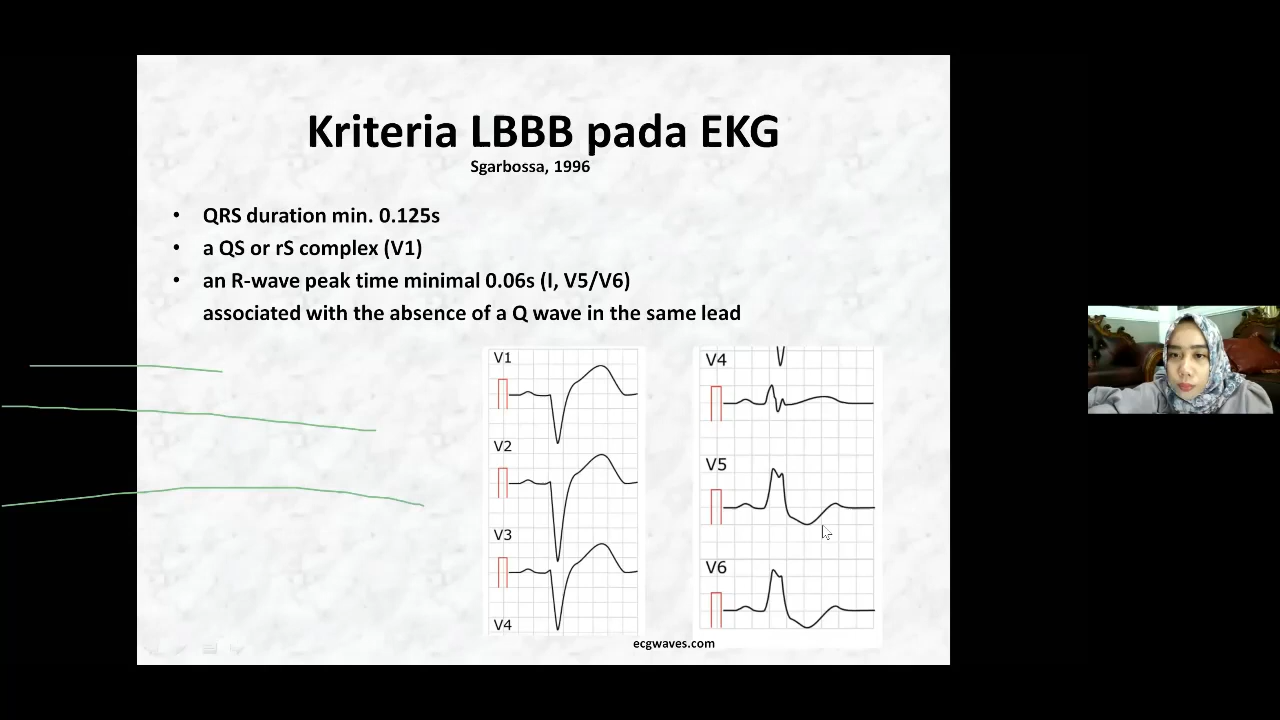 Kriteria LBBB pada EKG
Sgarbossa, 1996
• QRS duration min. 0.125s
• a QS or rS complex (V1)
• an R-wave peak time minimal 0.06s (I, V5/V6)
associated with the absence of a Q wave in the same lead
V1
V2
V3
V4
V4
V5
V6
ecgwaves.com